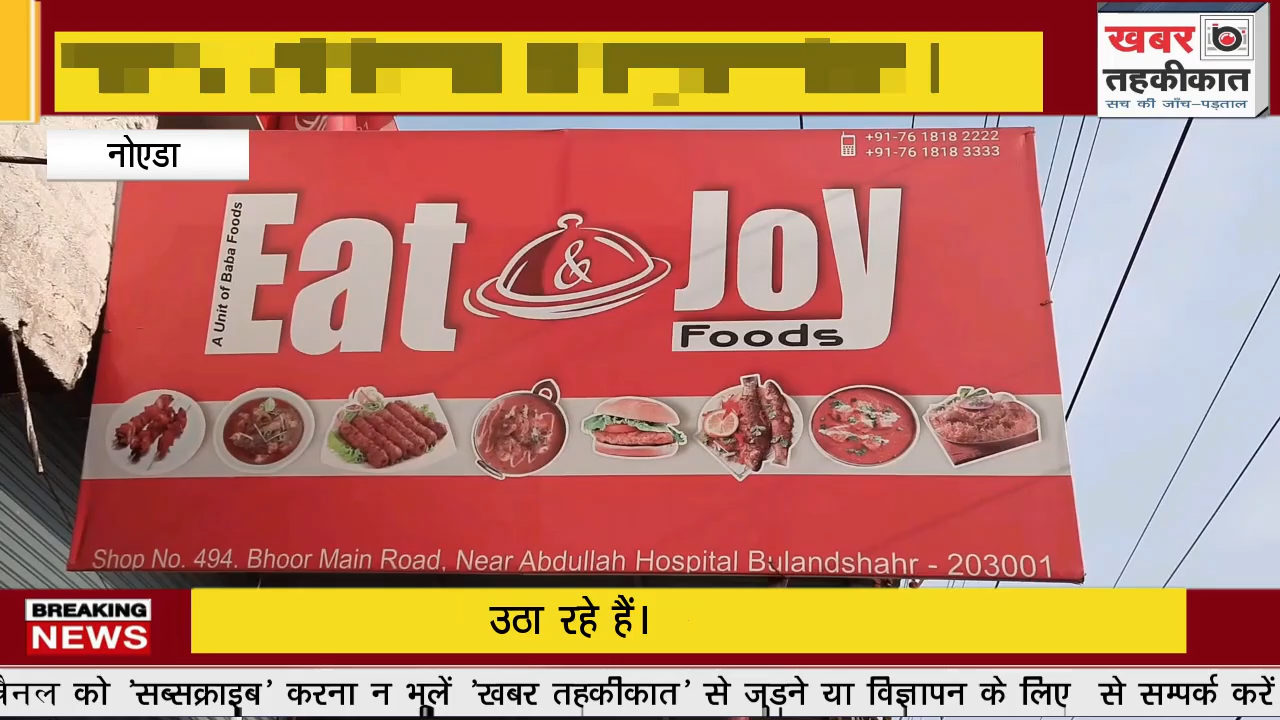 खबर
तहकीकात
सच की जाँच-पड़ताल
नोएडा
+91-76 1818 2222
+91-76 1818 3333
A Unit of Baba Foods
Eat & Joy
Foods
Shop No. 494. Bhoor Main Road, Near Abdullah Hospital Bulandshahr - 203001
BREAKING
NEWS
उठा रहे हैं।
को 'सब्सक्राइब' करना न भूलें 'खबर तहकीकात' से जुड़ने या विज्ञापन के लिए से सम्पर्क करें